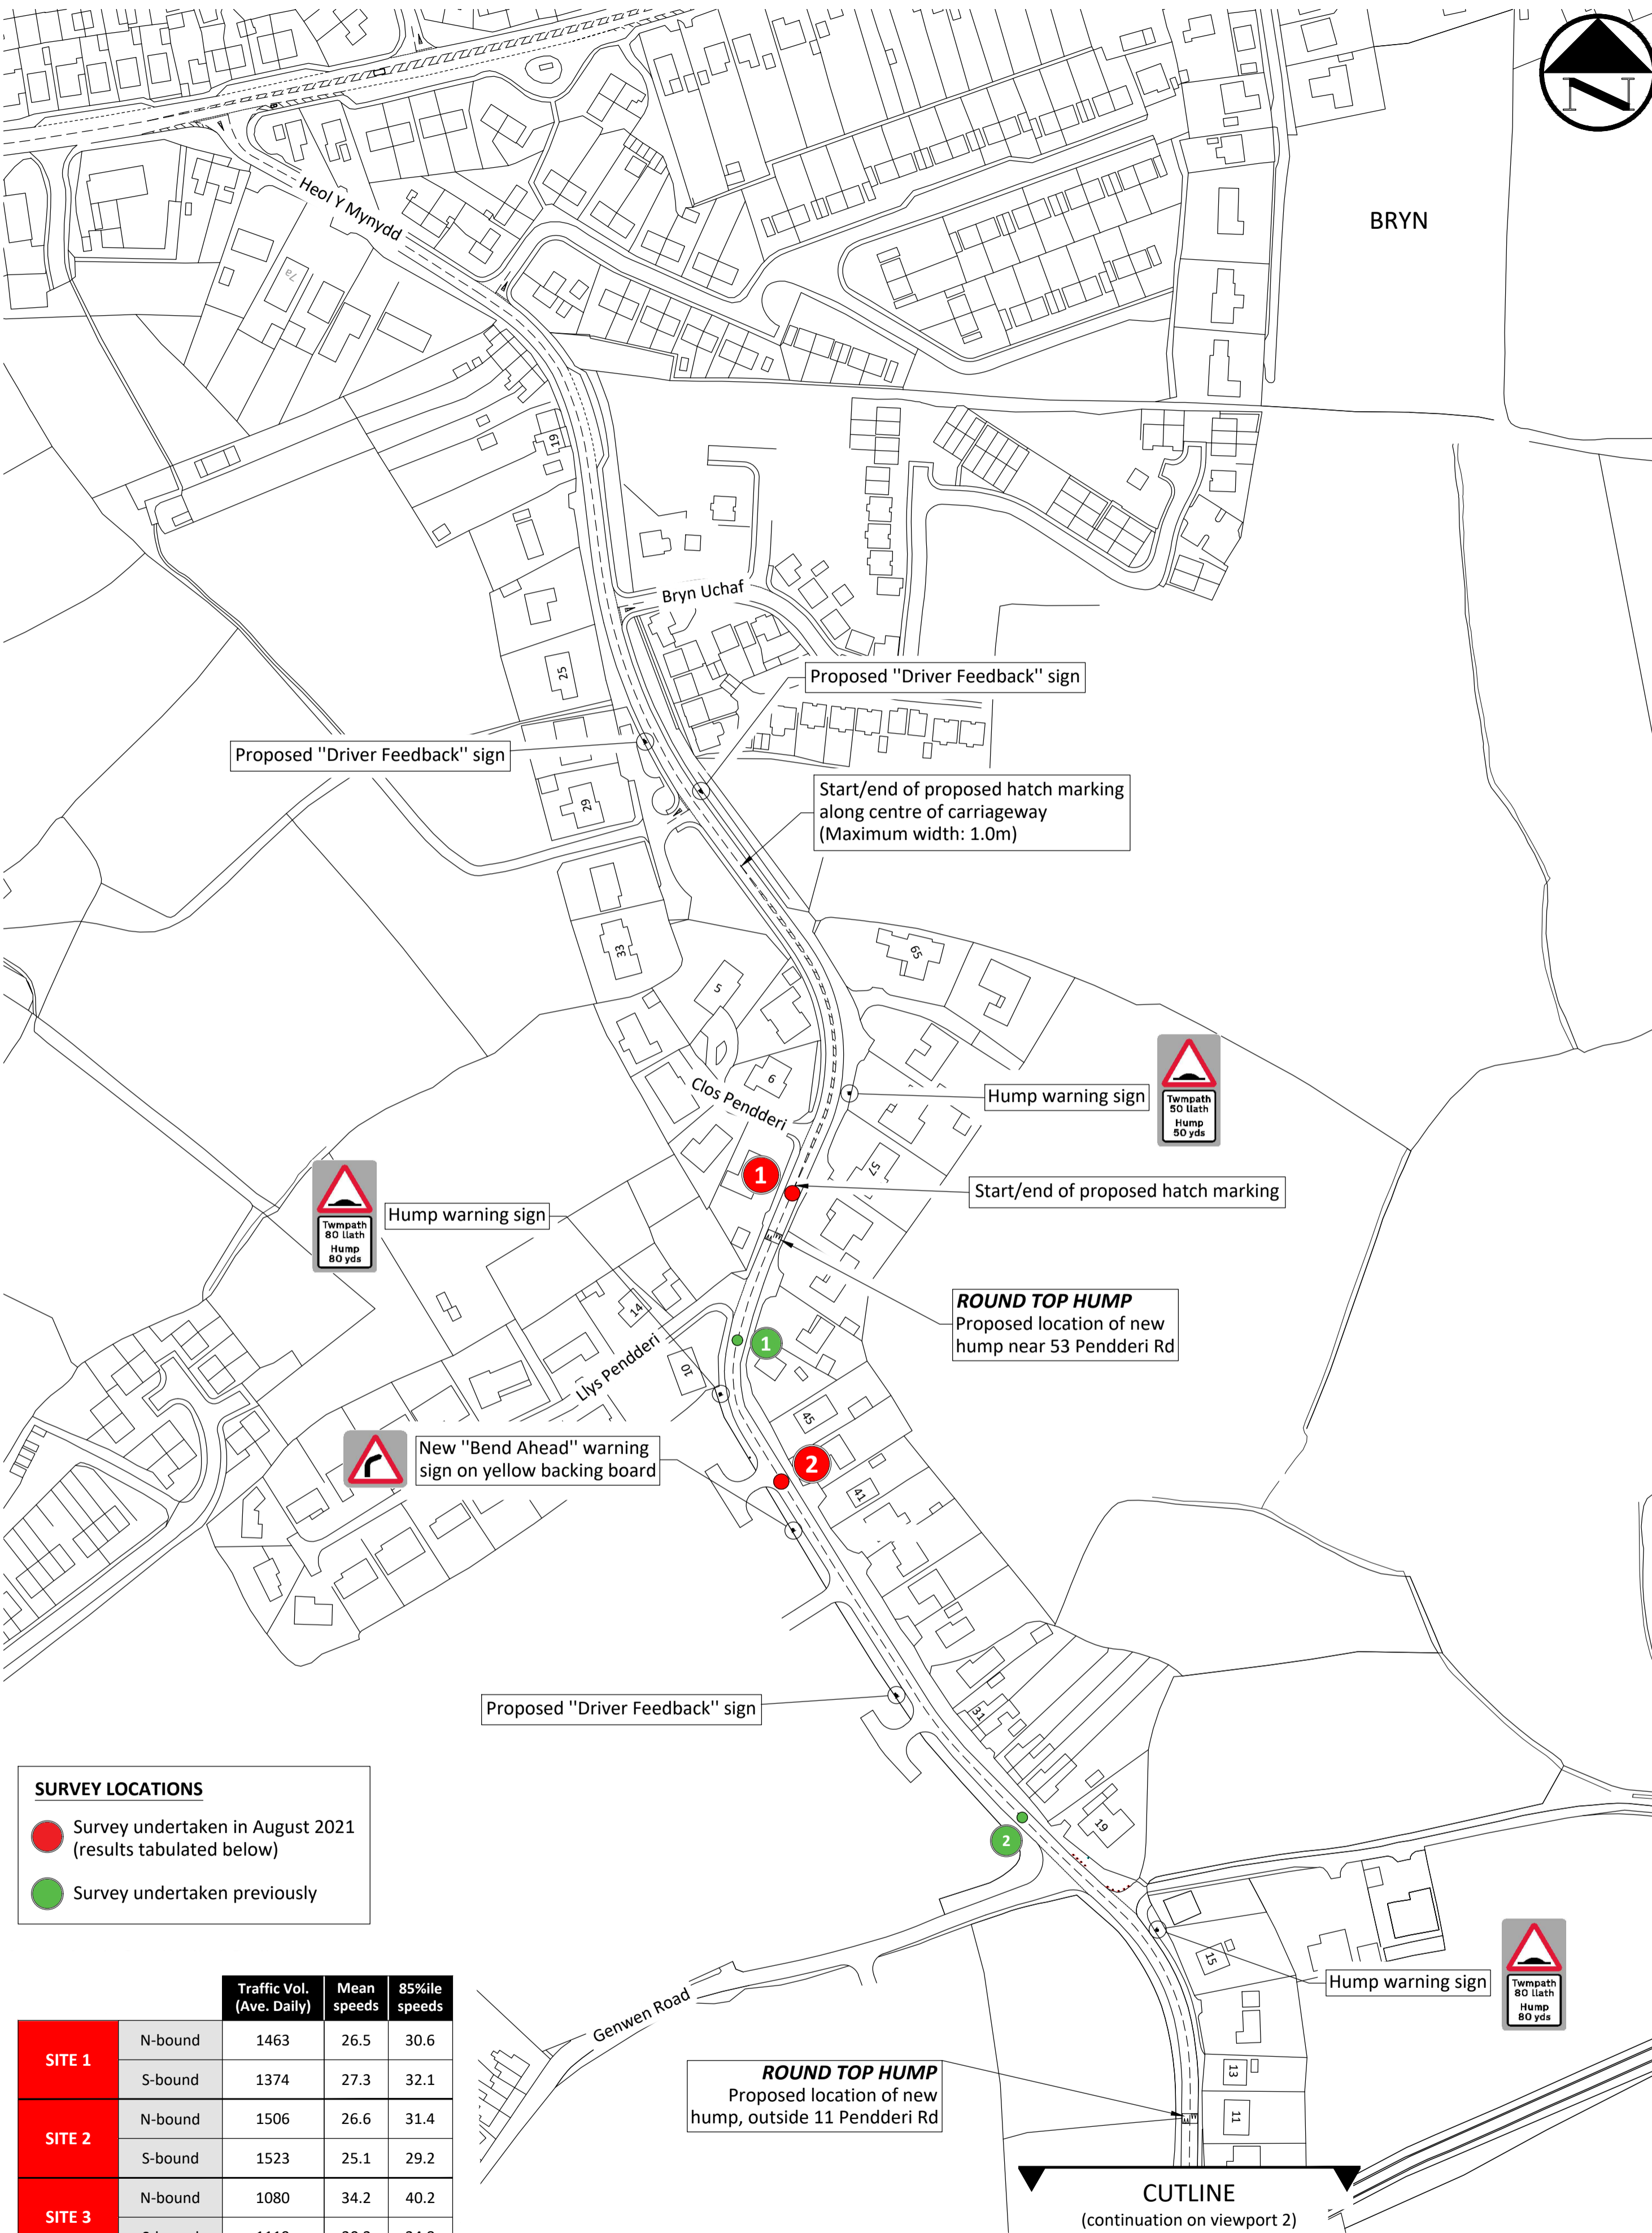 N
BRYN
Heol Y Mynydd
7a
19
Bryn Uchaf
25
Proposed "Driver Feedback" sign
Proposed "Driver Feedback" sign
29
Start/end of proposed hatch marking
along centre of carriageway
(Maximum width: 1.0m)
33
65
5
6
Clos Pendderi
Hump warning sign
Twmpath
50 llath
Hump
50 yds
57
1
Start/end of proposed hatch marking
Twmpath
80 llath
Hump
80 yds
Hump warning sign
14
ROUND TOP HUMP
Proposed location of new
hump near 53 Pendderi Rd
1
Llys Pendderi
10
45
New "Bend Ahead" warning
sign on yellow backing board
2
41
Proposed "Driver Feedback" sign
31
19
2
SURVEY LOCATIONS
Survey undertaken in August 2021
(results tabulated below)
Survey undertaken previously
15
Hump warning sign
Twmpath
80 llath
Hump
80 yds
Genwen Road
13
11
ROUND TOP HUMP
Proposed location of new
hump, outside 11 Pendderi Rd
CUTLINE
(continuation on viewport 2)
Traffic Vol. (Ave. Daily) Mean speeds 85%ile speeds
SITE 1
N-bound 1463 26.5 30.6
S-bound 1374 27.3 32.1
SITE 2
N-bound 1506 26.6 31.4
S-bound 1523 25.1 29.2
SITE 3
N-bound 1080 34.2 40.2